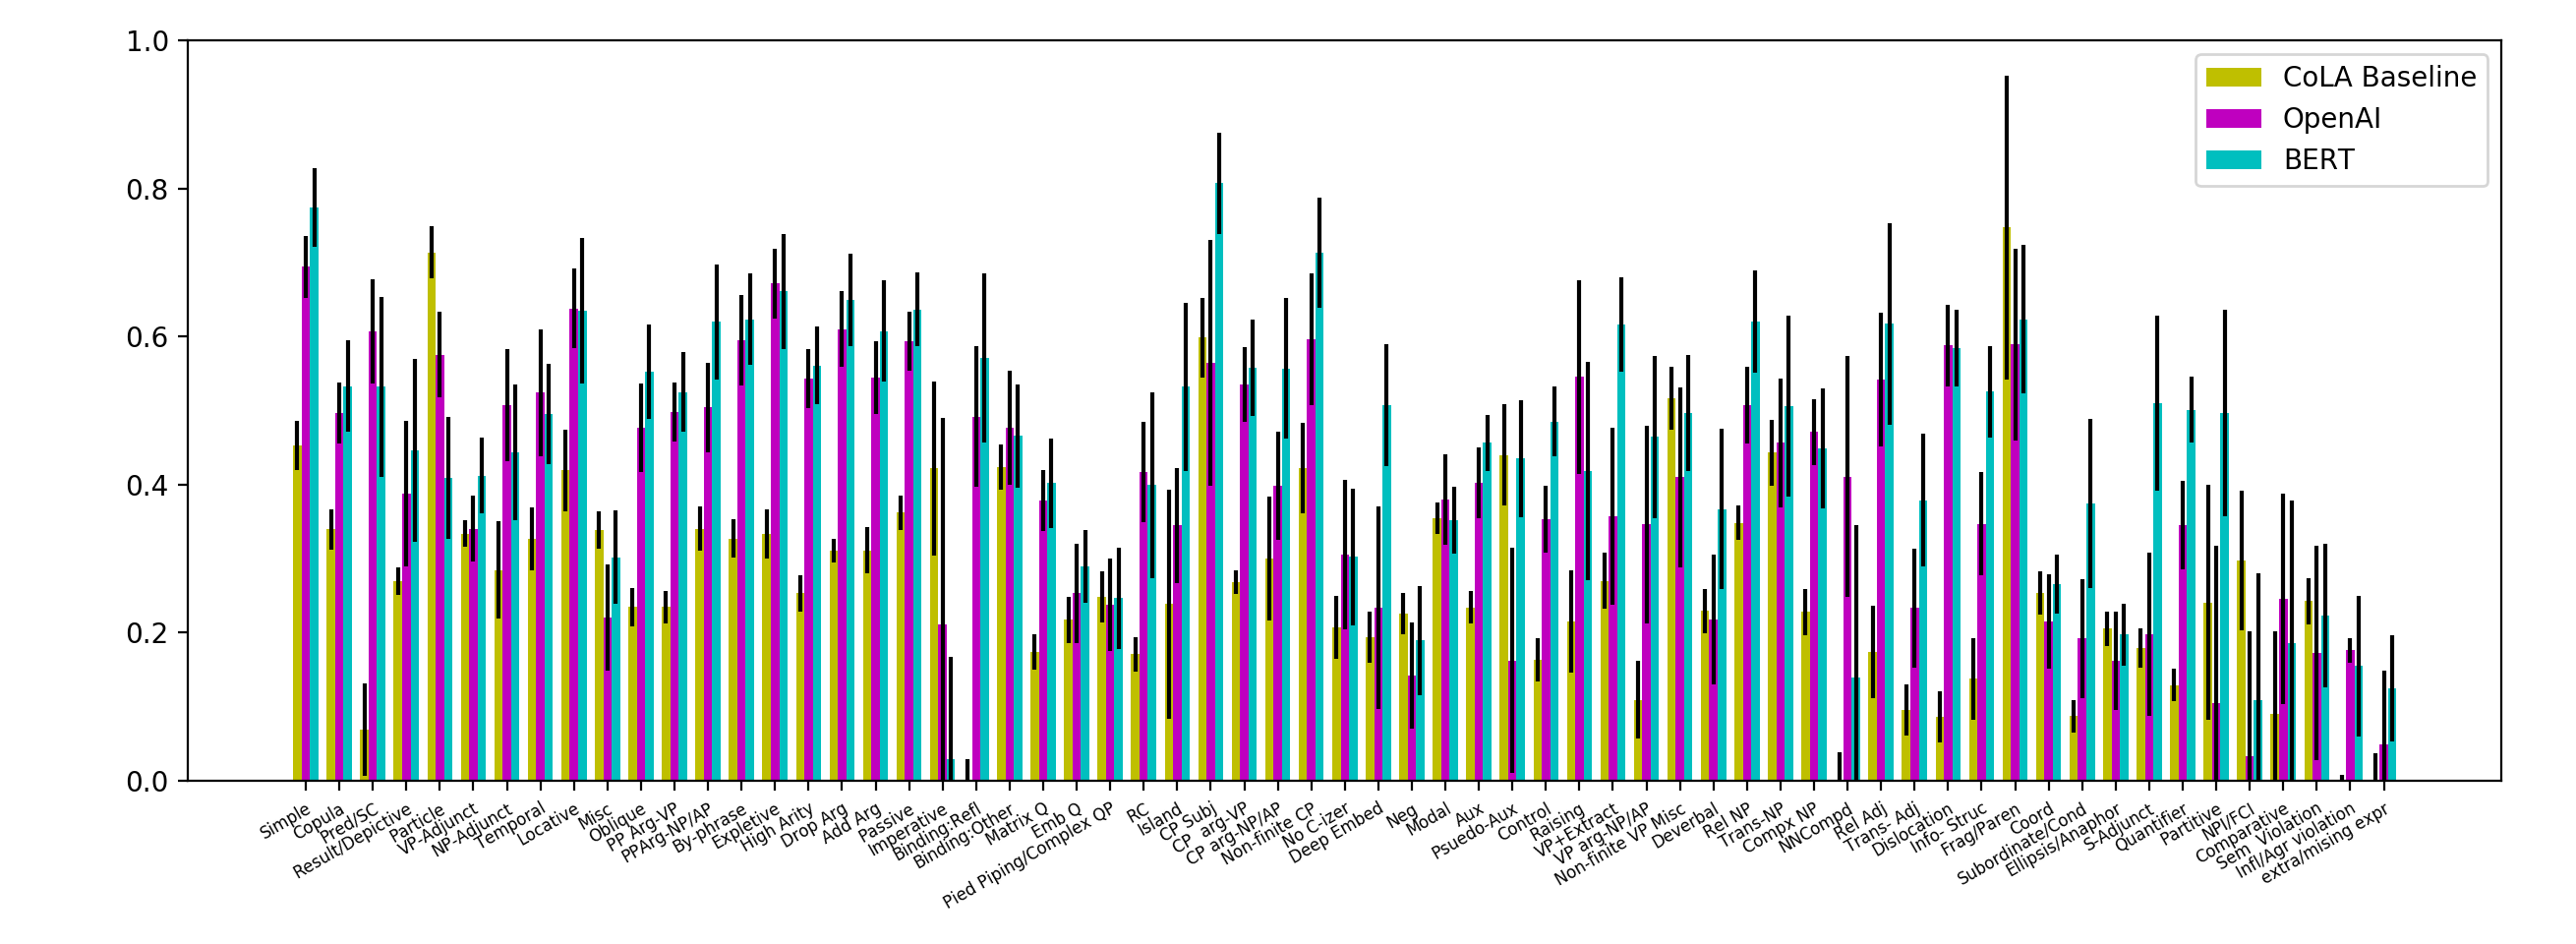 1.0
0.8
0.6
0.4
0.2
0.0
CoLA Baseline
OpenAI
BERT
Simple
Copula
Pred/SC
Result/Depictive
Particle
VP-Adjunct
NP-Adjunct
Temporal
Locative
Misc
Oblique
PP Arg-VP
PPArg-NP/AP
By-phrase
Expletive
High Arity
Drop Arg
Add Arg
Passive
Imperative
Binding-Refl
Binding:Other
Matrix Q
Emb Q
Pied Piping/Complex QP
RC
Island
CP Subj
CP  arg-VP
CP arg-NP/AP
Non-finite CP
No C-izer
Deep Embed
Neg
Modal
Aux
Psuedo-Aux
Control
Raising
VP+Extract
VP arg-NP/AP
Non-finite VP Misc
Deverbal
Rel NP
Trans-NP
Compx NP
NNCompd
Rel Adj
Trans- Adj
Dislocation
Info- Struc
Frag/Paren
Coord
Subordinate/Cond
Ellipsis/Anaphor
S-Adjunct
Quantifier
Partitive
NPI/FCI
Comparative
Sem  Violation
Infl/Agr violation
extra/mising expr